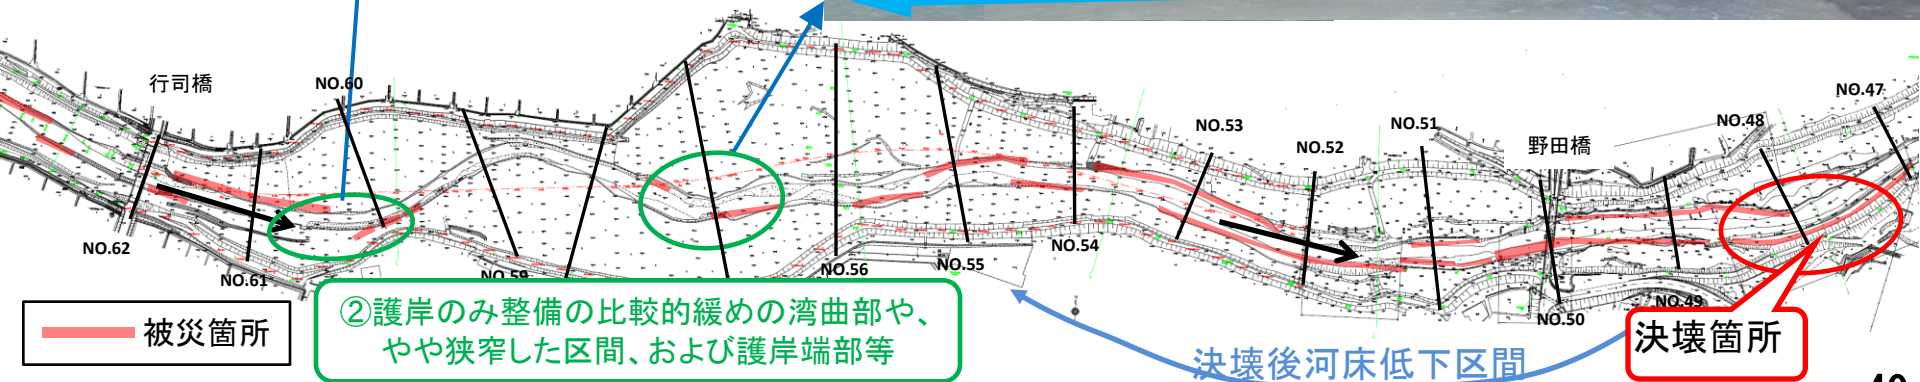 行司橋
NO.60
NO.47
NO.53
NO.51
NO.48
NO.52
野田橋
NO.62
NO.61
NO.59
NO.56
NO.55
NO.54
NO.49
NO.50
被災箇所
②護岸のみ整備の比較的緩めの湾曲部や、
やや狭窄した区間、および護岸端部等
決壊後河床低下区間
決壊箇所